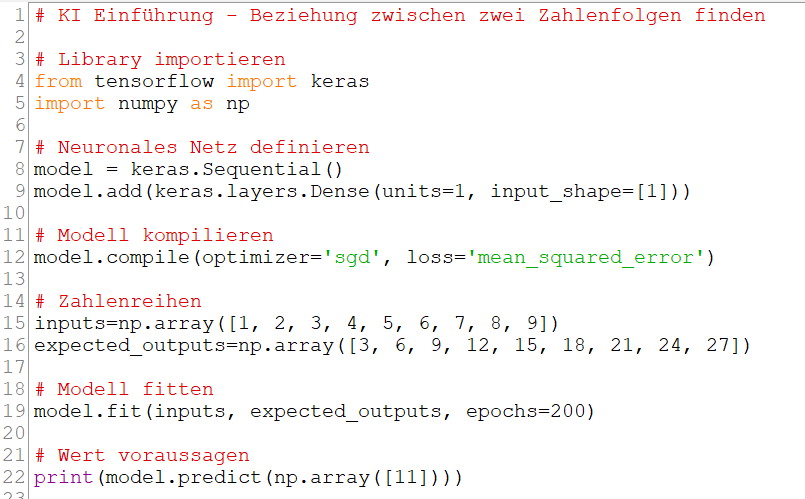 1 # KI Einführung - Beziehung zwischen zwei Zahlenfolgen finden
2
3 # Library importieren
4 from tensorflow import keras
5 import numpy as np
6
7 # Neuronales Netz definieren
8 model = keras.Sequential()
9 model.add(keras.layers.Dense(units=1, input_shape=[1]))
10
11 # Modell kompilieren
12 model.compile(optimizer='sgd', loss='mean_squared_error')
13
14 # Zahlenreihen
15 inputs=np.array([1, 2, 3, 4, 5, 6, 7, 8, 9])
16 expected_outputs=np.array([3, 6, 9, 12, 15, 18, 21, 24, 27])
17
18 # Modell fitten
19 model.fit(inputs, expected_outputs, epochs=200)
20
21 # Wert voraussagen
22 print(model.predict(np.array([11])))
23